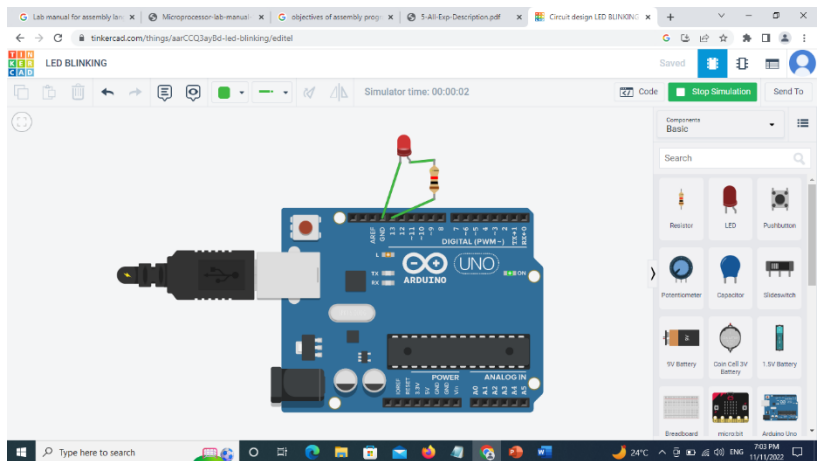 Lab manual for assembly lan
Microprocessor-lab-manual
objectives of assembly progr
5-All-Exp-Description.pdf
Circuit design LED BLINKING
tinkercad.com/things/aarCCQ3ayBd-led-blinking/editel
TIN
KER
CAD
LED BLINKING
Saved
Simulator time: 00:00:02
Code
Stop Simulation
Send To
Components
Basic
Search
Resistor
LED
Pushbutton
Potentiometer
Capacitor
Slideswitch
9V Battery
Coin Cell 3V
Battery
1.5V Battery
Breadboard
micro:bit
Arduino Uno
AREF
GND
13
12
~11
~10
~9
8
7
~6
~5
4
~3
2
TX→1
RX←0
DIGITAL (PWM~)
L
TX
RX
UNO
ARDUINO
ON
POWER
ANALOG IN
IOREF
RESET
3.3V
5V
GND
GND
Vin
A0
A1
A2
A3
A4
A5
Type here to search
24°C
ENG
7:03 PM
11/11/2022